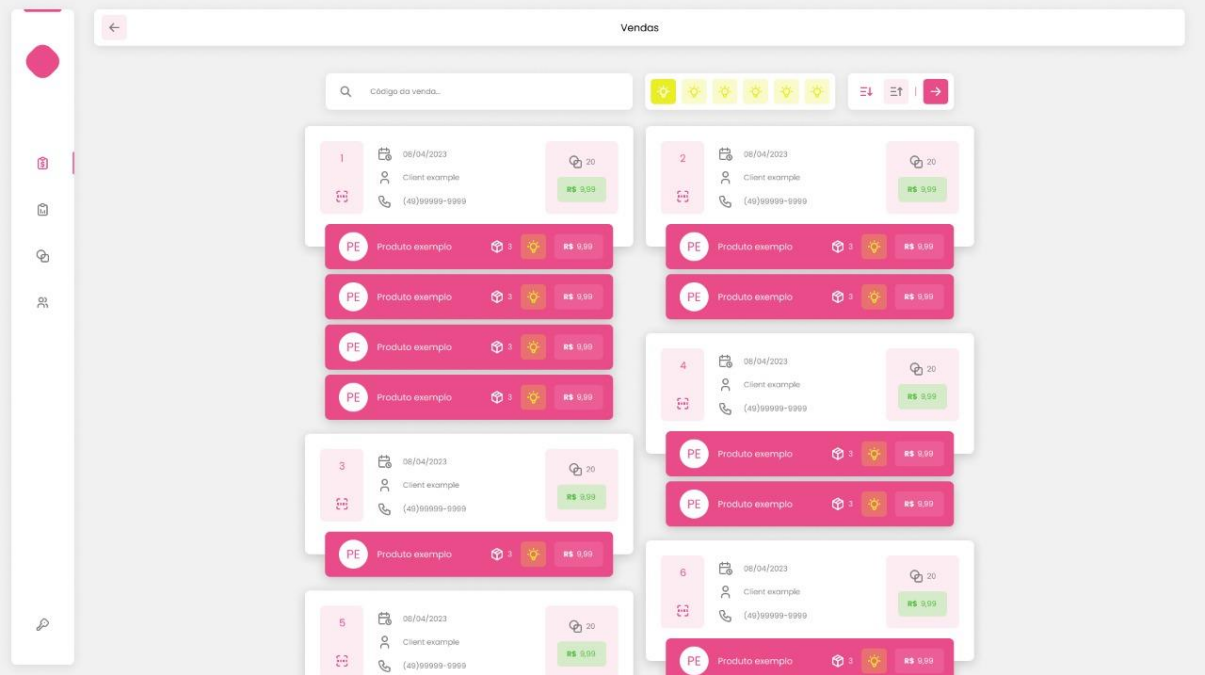 Vendas
Código da venda...
1
08/04/2023
Client example
(49)99999-9999
20
R$ 9,99
PE Produto exemplo 3 R$ 9,99
PE Produto exemplo 3 R$ 9,99
PE Produto exemplo 3 R$ 9,99
PE Produto exemplo 3 R$ 9,99
2
08/04/2023
Client example
(49)99999-9999
20
R$ 9,99
PE Produto exemplo 3 R$ 9,99
PE Produto exemplo 3 R$ 9,99
3
08/04/2023
Client example
(49)99999-9999
20
R$ 9,99
PE Produto exemplo 3 R$ 9,99
4
08/04/2023
Client example
(49)99999-9999
20
R$ 9,99
PE Produto exemplo 3 R$ 9,99
PE Produto exemplo 3 R$ 9,99
5
08/04/2023
Client example
(49)99999-9999
20
R$ 9,99
6
08/04/2023
Client example
(49)99999-9999
20
R$ 9,99
PE Produto exemplo 3 R$ 9,99